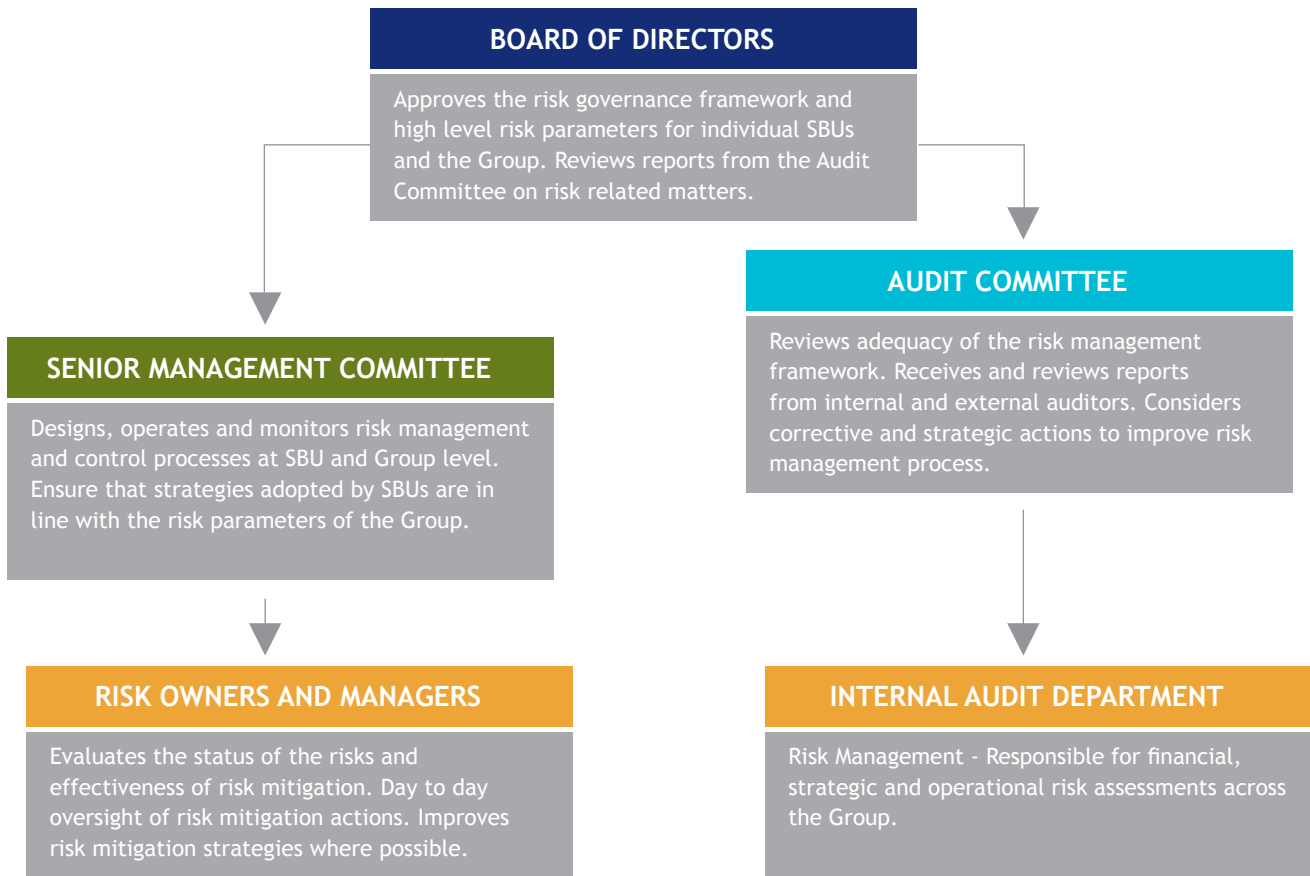 BOARD OF DIRECTORS
Approves the risk governance framework and
high level risk parameters for individual SBUs
and the Group. Reviews reports from the Audit
Committee on risk related matters.
AUDIT COMMITTEE
Reviews adequacy of the risk management
framework. Receives and reviews reports
from internal and external auditors. Considers
corrective and strategic actions to improve risk
management process.
SENIOR MANAGEMENT COMMITTEE
Designs, operates and monitors risk management
and control processes at SBU and Group level.
Ensure that strategies adopted by SBUs are in
line with the risk parameters of the Group.
RISK OWNERS AND MANAGERS
Evaluates the status of the risks and
effectiveness of risk mitigation. Day to day
oversight of risk mitigation actions. Improves
risk mitigation strategies where possible.
INTERNAL AUDIT DEPARTMENT
Risk Management - Responsible for financial,
strategic and operational risk assessments across
the Group.